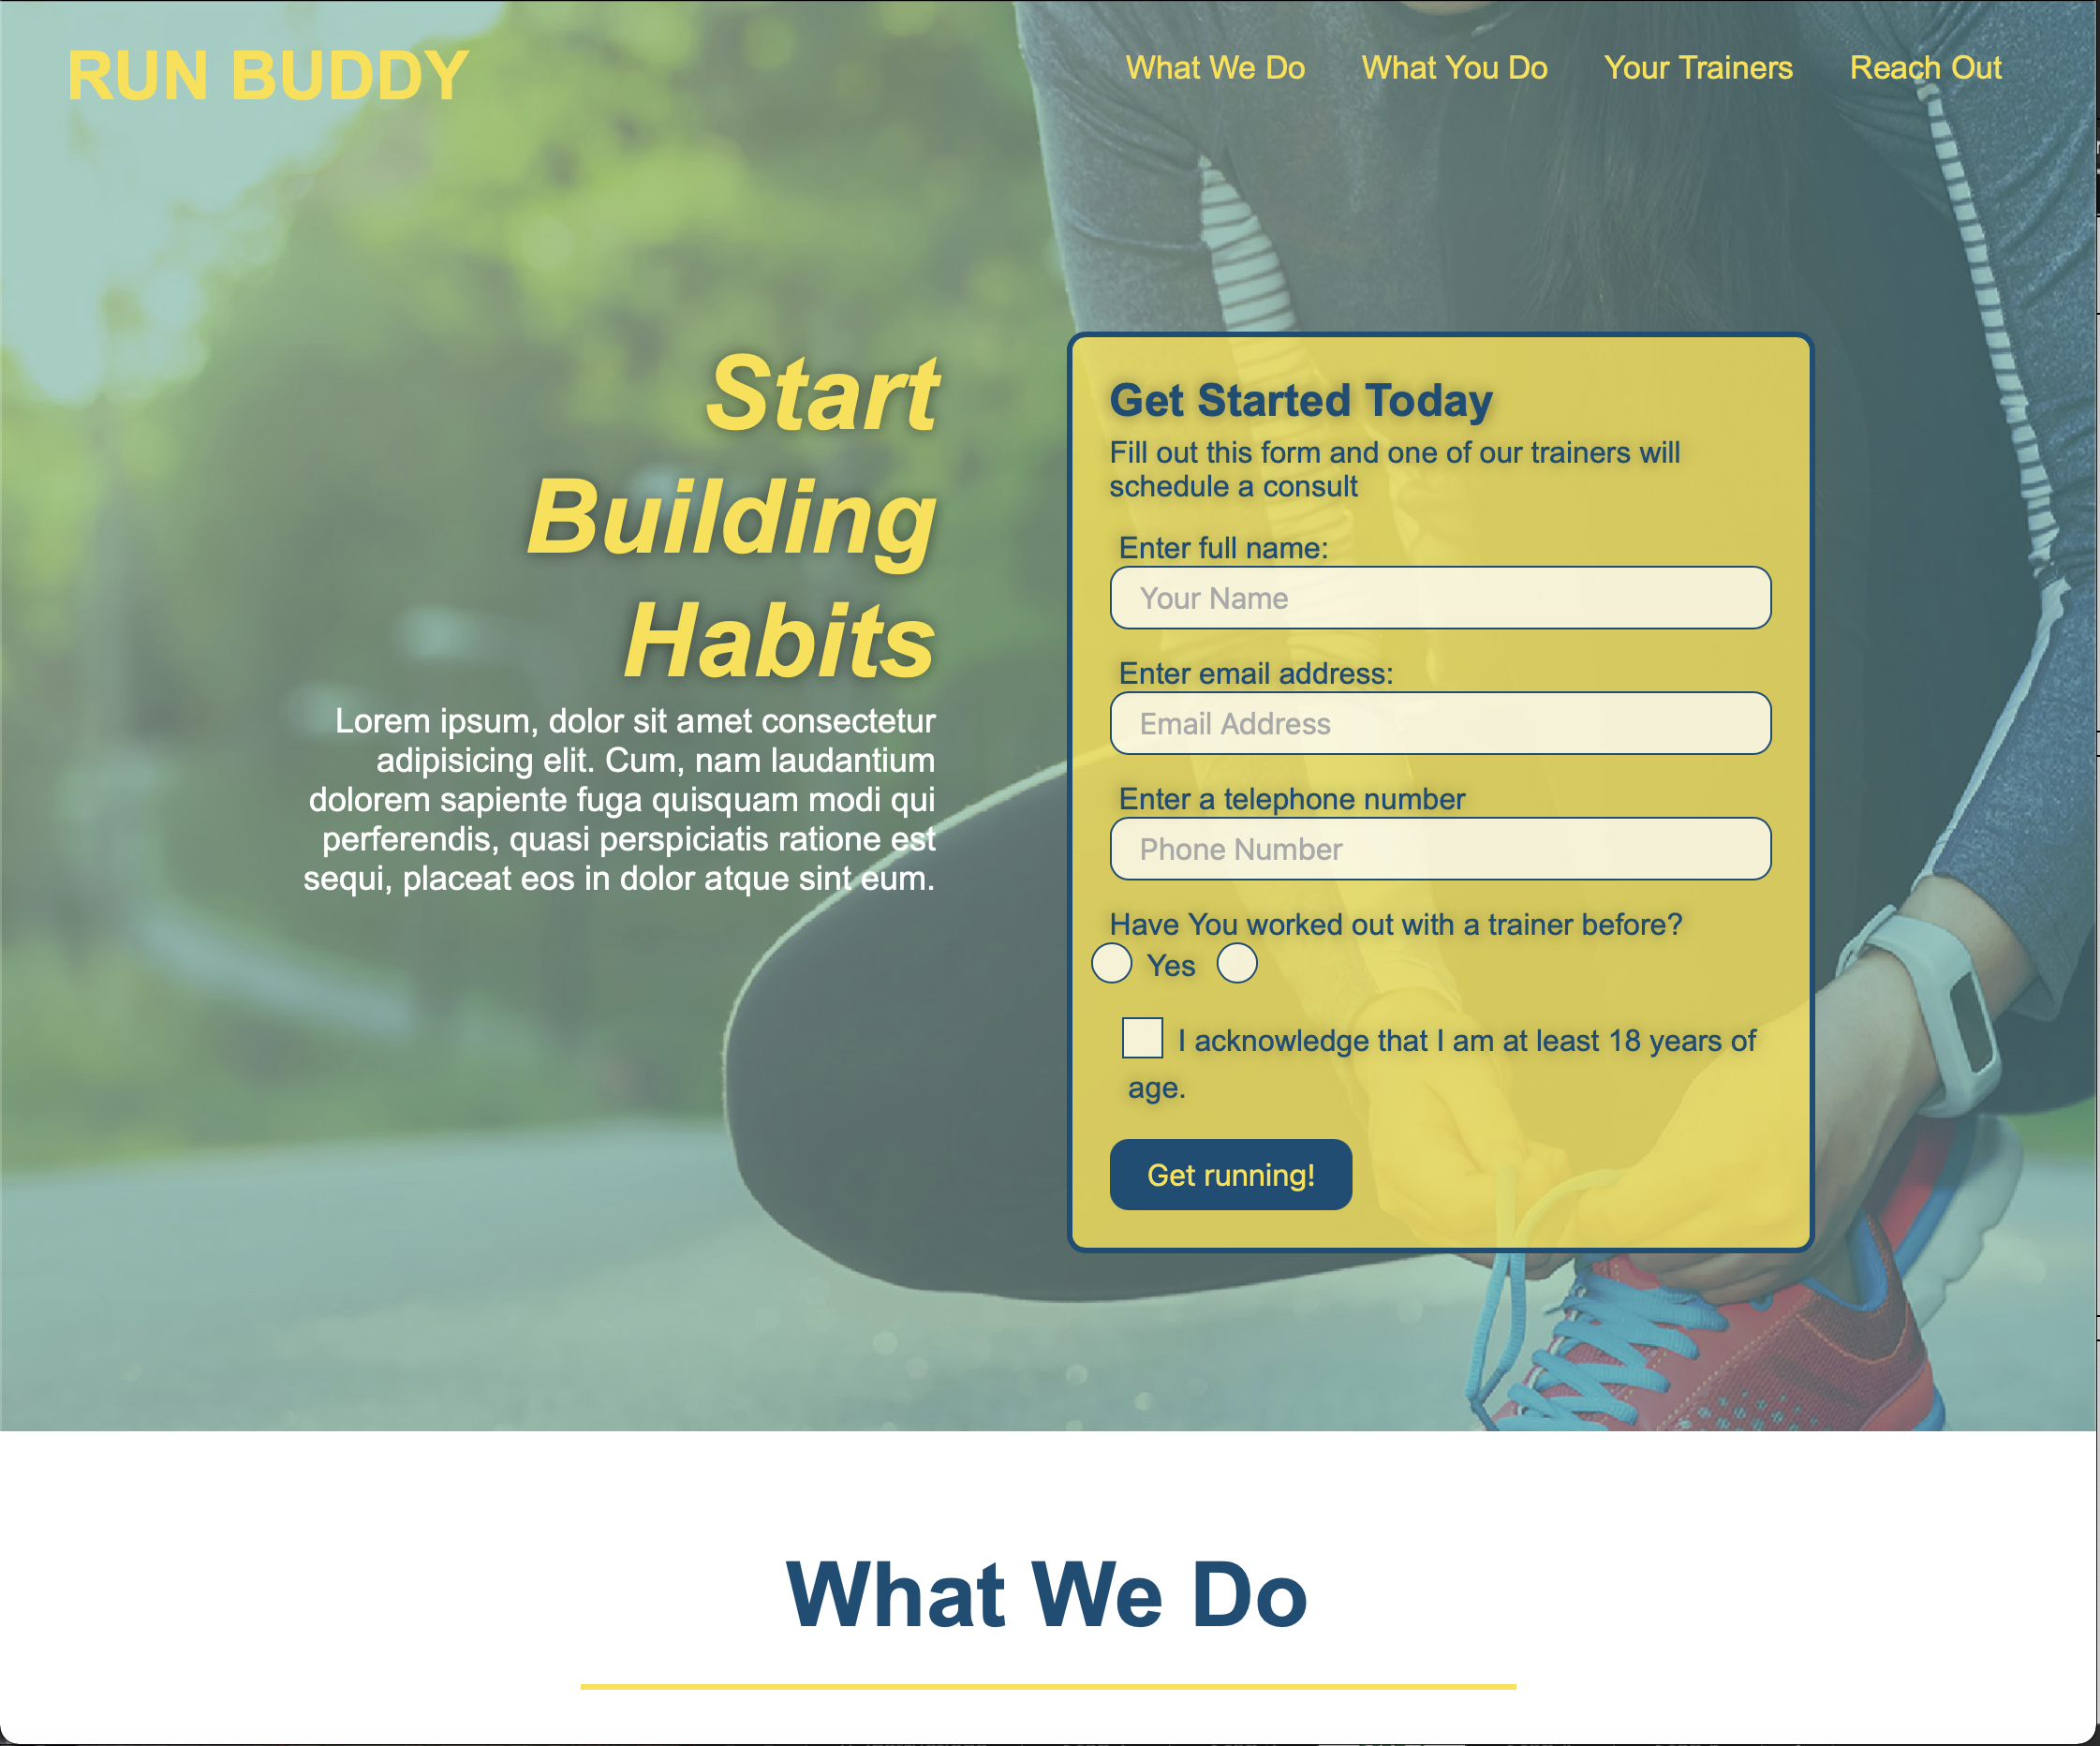 RUN BUDDY
What We Do
What You Do
Your Trainers
Reach Out
Start
Building
Habits
Lorem ipsum, dolor sit amet consectetur
adipisicing elit. Cum, nam laudantium
dolorem sapiente fuga quisquam modi qui
perferendis, quasi perspiciatis ratione est
sequi, placeat eos in dolor atque sint eum.
Get Started Today
Fill out this form and one of our trainers will
schedule a consult
Enter full name:
Your Name
Enter email address:
Email Address
Enter a telephone number
Phone Number
Have You worked out with a trainer before?
Yes
I acknowledge that I am at least 18 years of
age.
Get running!
What We Do